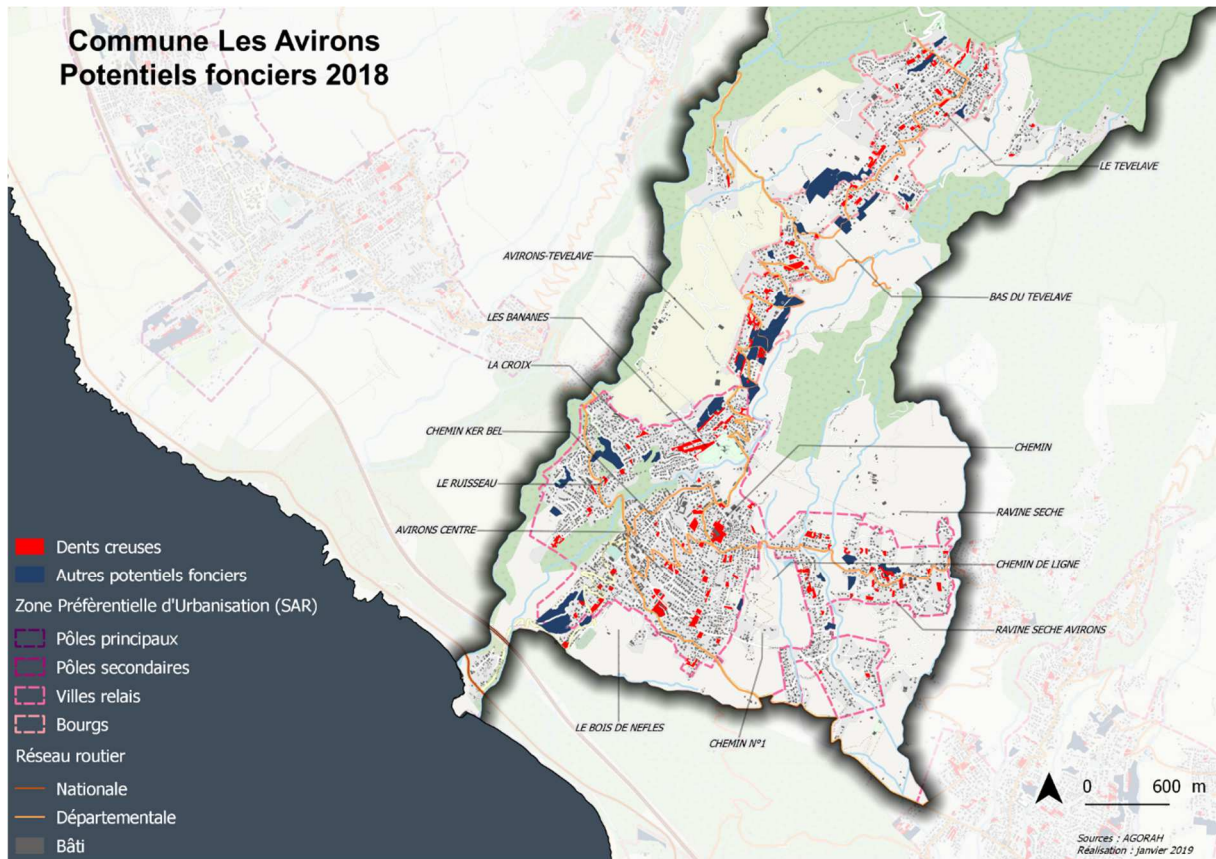 Commune Les Avirons
Potentiels fonciers 2018
LE TEVELAVE
AVIRONS-TEVELAVE
BAS DU TEVELAVE
LES BANANES
LA CROIX
CHEMIN KER BEL
CHEMIN
LE RUISSEAU
RAVINE SECHE
AVIRONS CENTRE
CHEMIN DE LIGNE
RAVINE SECHE AVIRONS
LE BOIS DE NEFLES
CHEMIN N°1
Dents creuses
Autres potentiels fonciers
Zone Préfèrentielle d'Urbanisation (SAR)
Pôles principaux
Pôles secondaires
Villes relais
Bourgs
Réseau routier
Nationale
Départementale
Bâti
0 600 m
Sources : AGORAH
Réalisation : janvier 2019